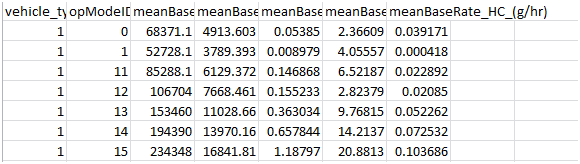 vehicle_ty opModeID meanBase meanBase meanBase meanBase meanBaseRate_HC_(g/hr)
1 0 68371.1 4913.603 0.05385 2.36609 0.039171
1 1 52728.1 3789.393 0.008979 4.05557 0.000418
1 11 85288.1 6129.372 0.146868 6.52187 0.022892
1 12 106704 7668.461 0.155233 2.82379 0.02085
1 13 153460 11028.66 0.363034 9.76815 0.052262
1 14 194390 13970.16 0.657844 14.2137 0.072532
1 15 234348 16841.81 1.18797 20.8813 0.103686